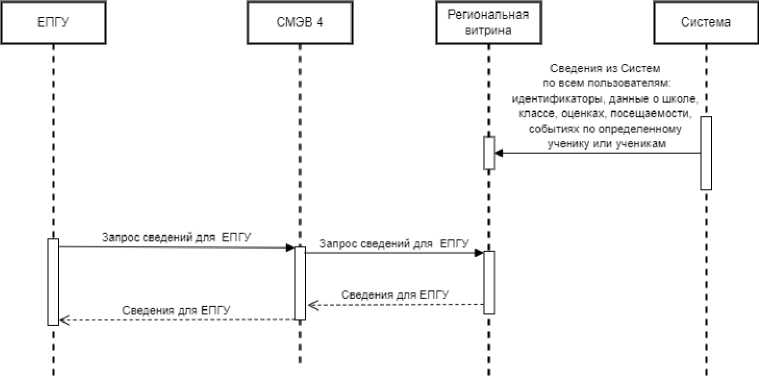 ЕПГУ
СМЭВ 4
Региональная
витрина
Система
Сведения из Систем
по всем пользователям:
идентификаторы, данные о школе,
классе, оценках, посещаемости,
событиях по определенному
ученику или ученикам
Запрос сведений для ЕПГУ
Запрос сведений для ЕПГУ
Сведения для ЕПГУ
Сведения для ЕПГУ